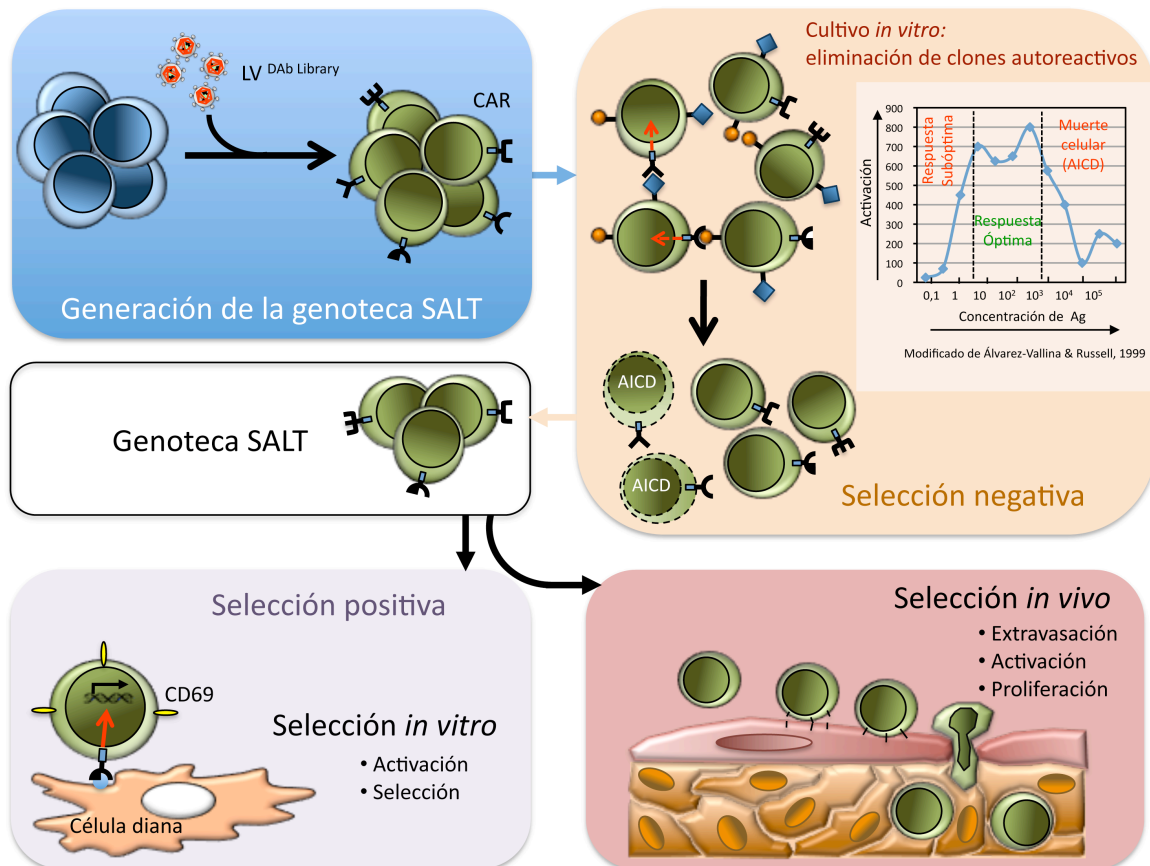 LV DAb Library
CAR
Generación de la genoteca SALT
Cultivo in vitro:
eliminación de clones autoreactivos
900
800
700
600
500
400
300
200
100
0
Activación
Respuesta
Subóptima
Respuesta
Óptima
Muerte
celular
(AICD)
0,1 1 10 10² 10³ 10⁴ 10⁵
Concentración de Ag
Modificado de Álvarez-Vallina & Russell, 1999
AICD
AICD
Selección negativa
Genoteca SALT
Selección positiva
CD69
Selección in vitro
• Activación
• Selección
Célula diana
Selección in vivo
• Extravasación
• Activación
• Proliferación